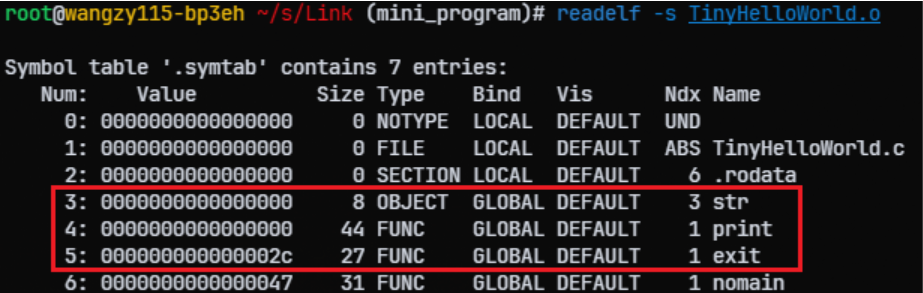 root@wangzy115-bp3eh ~/s/Link (mini_program)# readelf -s TinyHelloWorld.o
Symbol table '.symtab' contains 7 entries:
Num: Value Size Type Bind Vis Ndx Name
0: 0000000000000000 0 NOTYPE LOCAL DEFAULT UND
1: 0000000000000000 0 FILE LOCAL DEFAULT ABS TinyHelloWorld.c
2: 0000000000000000 0 SECTION LOCAL DEFAULT 6 .rodata
3: 0000000000000000 8 OBJECT GLOBAL DEFAULT 3 str
4: 0000000000000000 44 FUNC GLOBAL DEFAULT 1 print
5: 000000000000002c 27 FUNC GLOBAL DEFAULT 1 exit
6: 0000000000000047 31 FUNC GLOBAL DEFAULT 1 nomain